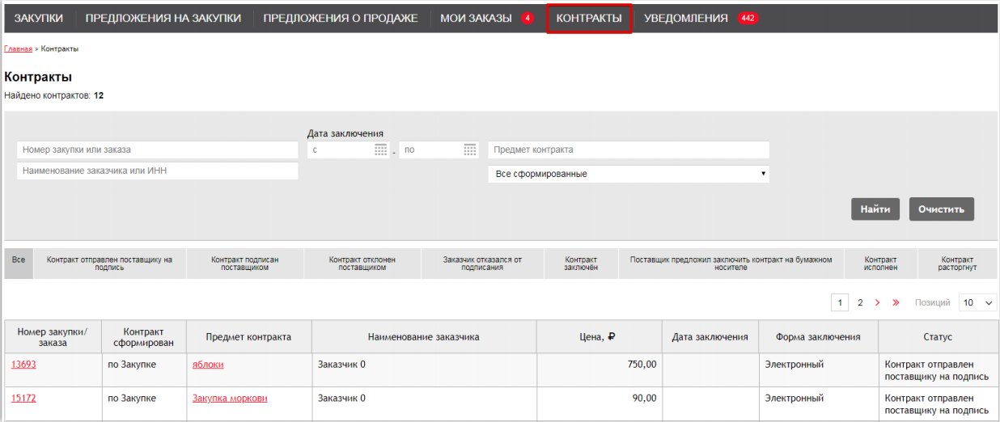 ЗАКУПКИ ПРЕДЛОЖЕНИЯ НА ЗАКУПКИ ПРЕДЛОЖЕНИЯ О ПРОДАЖЕ МОИ ЗАКАЗЫ 4 КОНТРАКТЫ УВЕДОМЛЕНИЯ 442
Главная > Контракты
Контракты
Найдено контрактов: 12
Дата заключения
Номер закупки или заказа с - по Предмет контракта
Наименование заказчика или ИНН Все сформированные
Найти Очистить
Все Контракт отправлен поставщику на подпись Контракт подписан поставщиком Контракт отклонен поставщиком Заказчик отказался от подписания Контракт заключён Поставщик предложил заключить контракт на бумажном носителе Контракт исполнен Контракт расторгнут
1 2 > » Позиций 10
Номер закупки/ заказа Контракт сформирован Предмет контракта Наименование заказчика Цена, ₽ Дата заключения Форма заключения Статус
13693 по Закупке яблоки Заказчик 0 750,00 Электронный Контракт отправлен
поставщику на подпись
15172 по Закупке Закупка моркови Заказчик 0 90,00 Электронный Контракт отправлен
поставщику на подпись